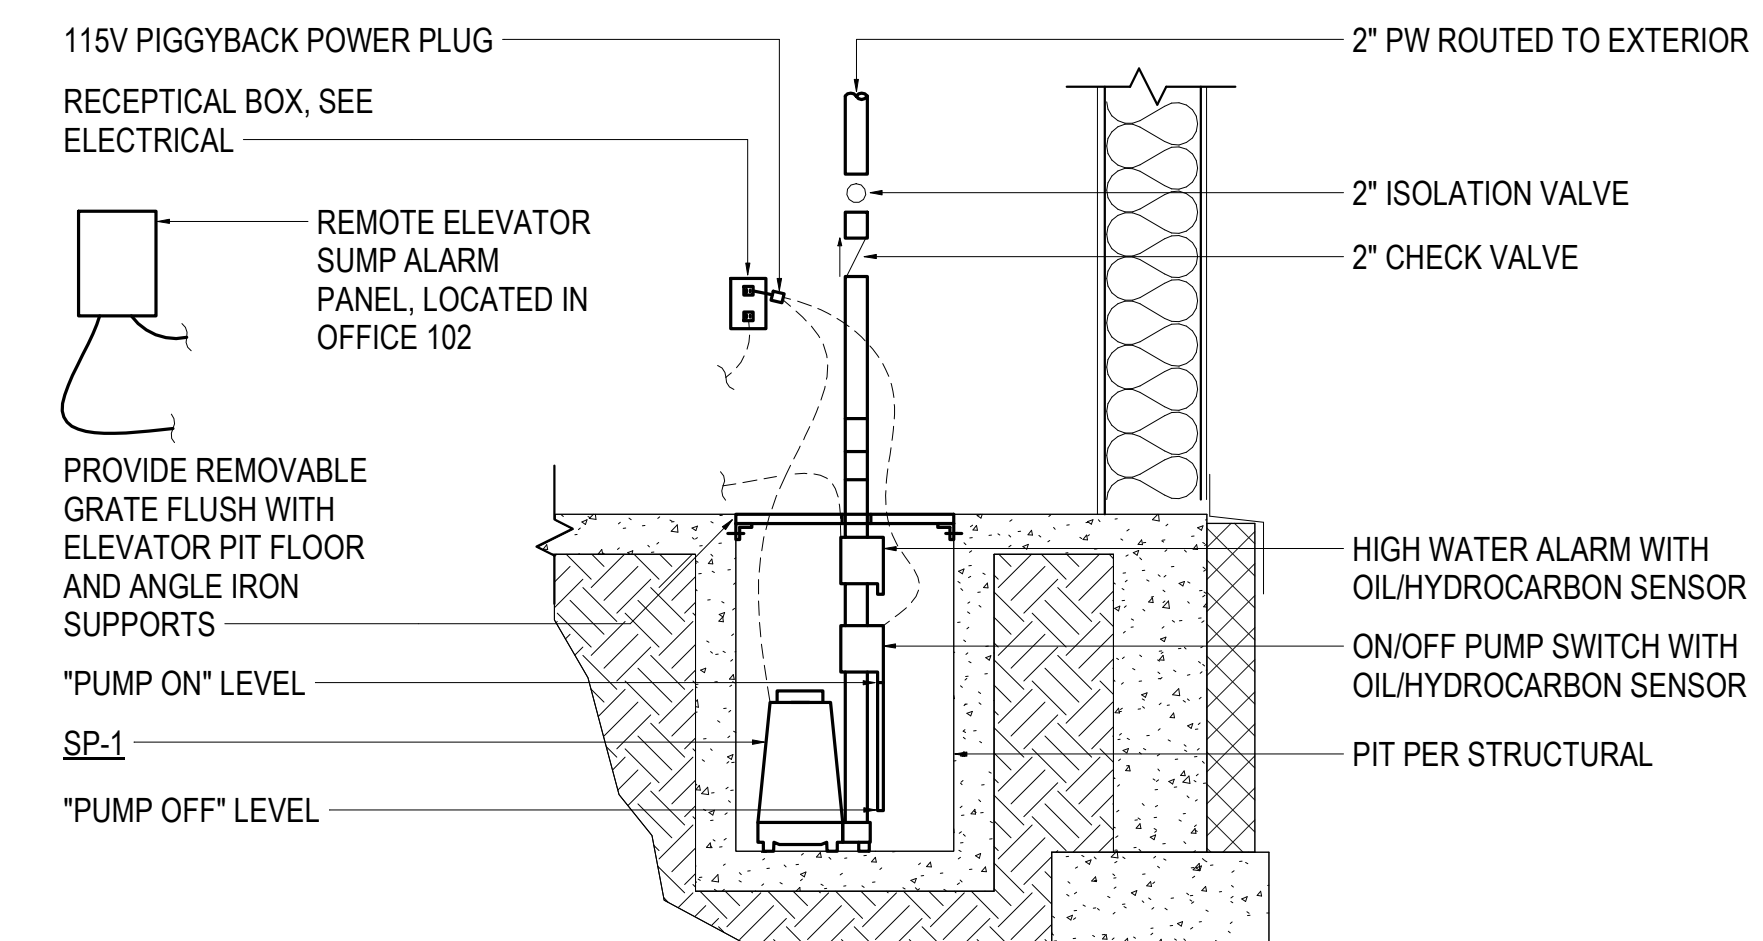 115V PIGGYBACK POWER PLUG
RECEPTICAL BOX, SEE
ELECTRICAL
REMOTE ELEVATOR
SUMP ALARM
PANEL, LOCATED IN
OFFICE 102
PROVIDE REMOVABLE
GRATE FLUSH WITH
ELEVATOR PIT FLOOR
AND ANGLE IRON
SUPPORTS
"PUMP ON" LEVEL
SP-1
"PUMP OFF" LEVEL
2" PW ROUTED TO EXTERIOR
2" ISOLATION VALVE
2" CHECK VALVE
HIGH WATER ALARM WITH
OIL/HYDROCARBON SENSOR
ON/OFF PUMP SWITCH WITH
OIL/HYDROCARBON SENSOR
PIT PER STRUCTURAL